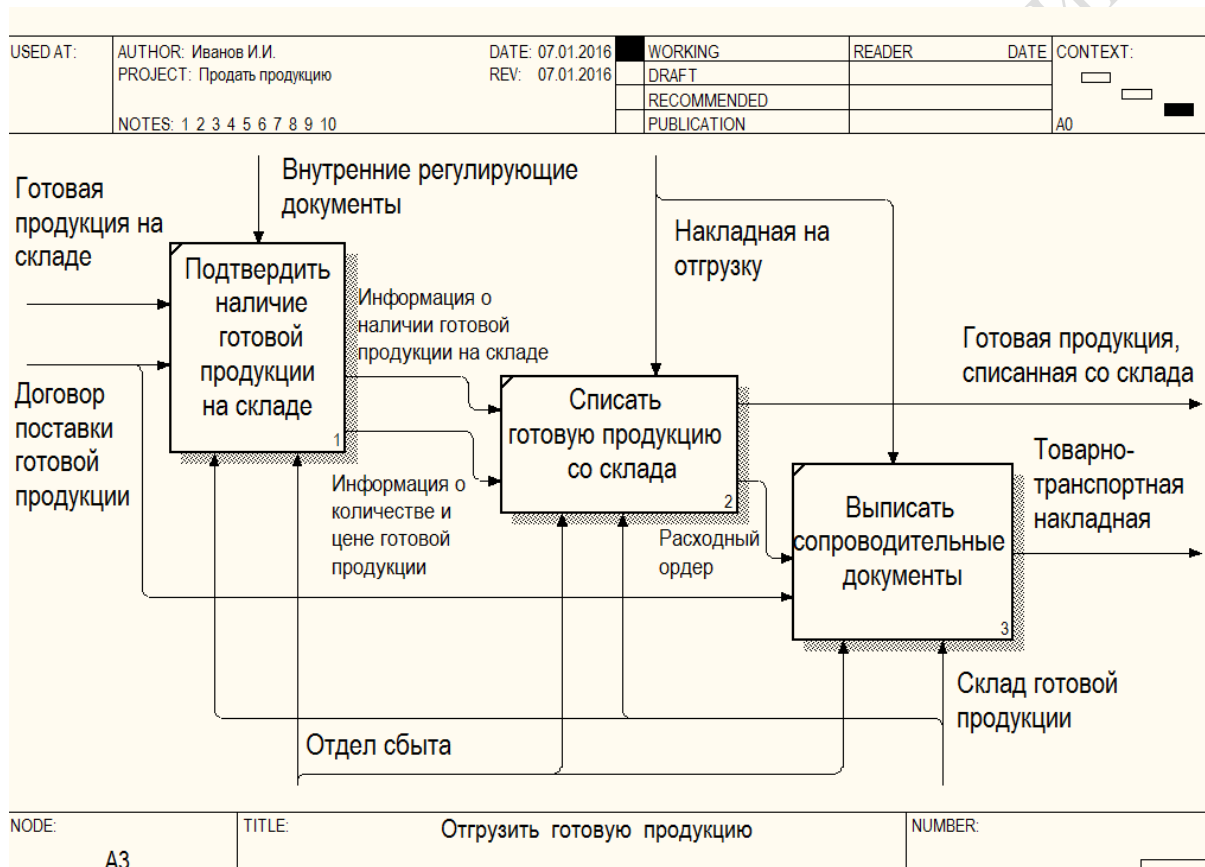 USED AT:
AUTHOR: Иванов И.И.
DATE: 07.01.2016
WORKING
READER
DATE
CONTEXT:
PROJECT: Продать продукцию
REV: 07.01.2016
DRAFT
RECOMMENDED
NOTES: 1 2 3 4 5 6 7 8 9 10
PUBLICATION
A0
Готовая
продукция на
складе
Внутренние регулирующие
документы
Накладная на
отгрузку
Подтвердить
наличие
готовой
продукции
на складе
1
Информация о
наличии готовой
продукции на складе
Готовая продукция,
списанная со склада
Договор
поставки
готовой
продукции
Списать
готовую продукцию
со склада
2
Информация о
количестве и
цене готовой
продукции
Расходный
ордер
Товарно-
транспортная
накладная
Выписать
сопроводительные
документы
3
Склад готовой
продукции
Отдел сбыта
NODE:
TITLE:
Отгрузить готовую продукцию
NUMBER:
A3